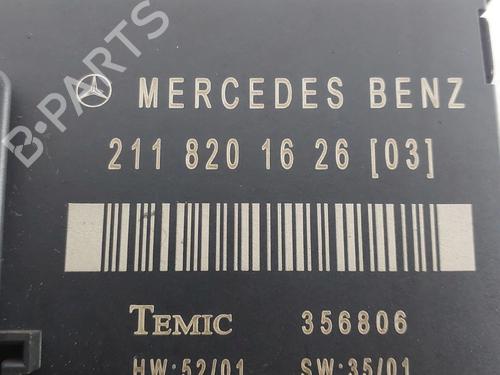 B-PARTS
MERCEDES BENZ
211 820 16 26 [03]
TEMIC 356806
HW:52/01 SW:35/01